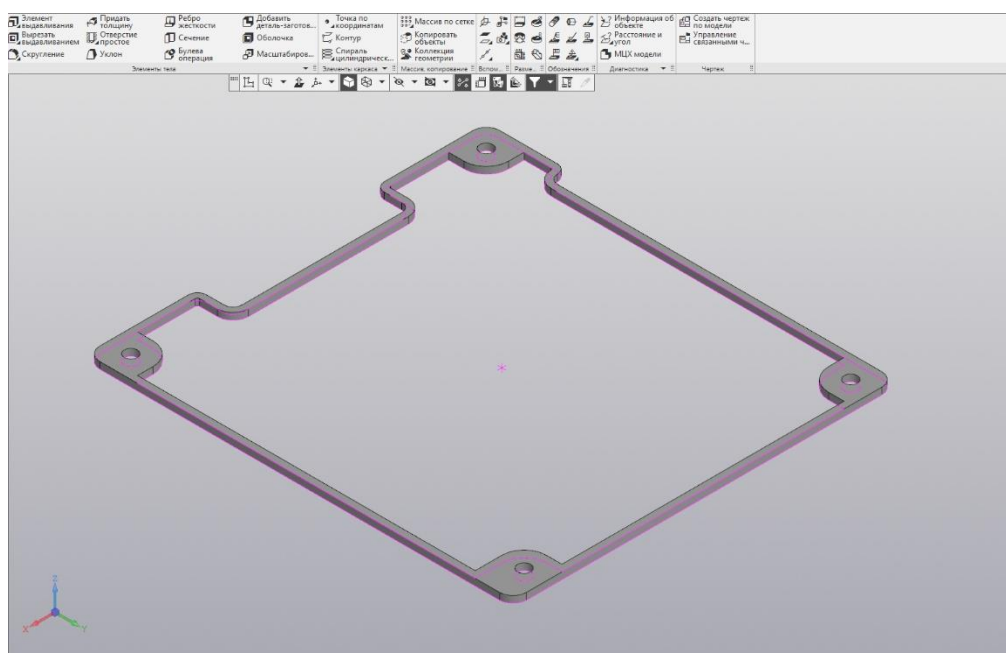 Элемент выдавливания
Придать толщину
Ребро жесткости
Добавить деталь-заготов...
Точка по координатам
Массив по сетке
Информация об объекте
Создать чертеж по модели
Вырезать выдавливанием
Отверстие простое
Сечение
Оболочка
Контур
Копировать объекты
Расстояние и угол
Управление связанными ч...
Скругление
Уклон
Булева операция
Масштабиров...
Спираль цилиндрическ...
Коллекция геометрии
МЦХ модели
Элементы тела
Элементы каркаса
Массив, копирование
Вспом...
Разме...
Обозначения
Диагностика
Чертеж
Z
X
Y